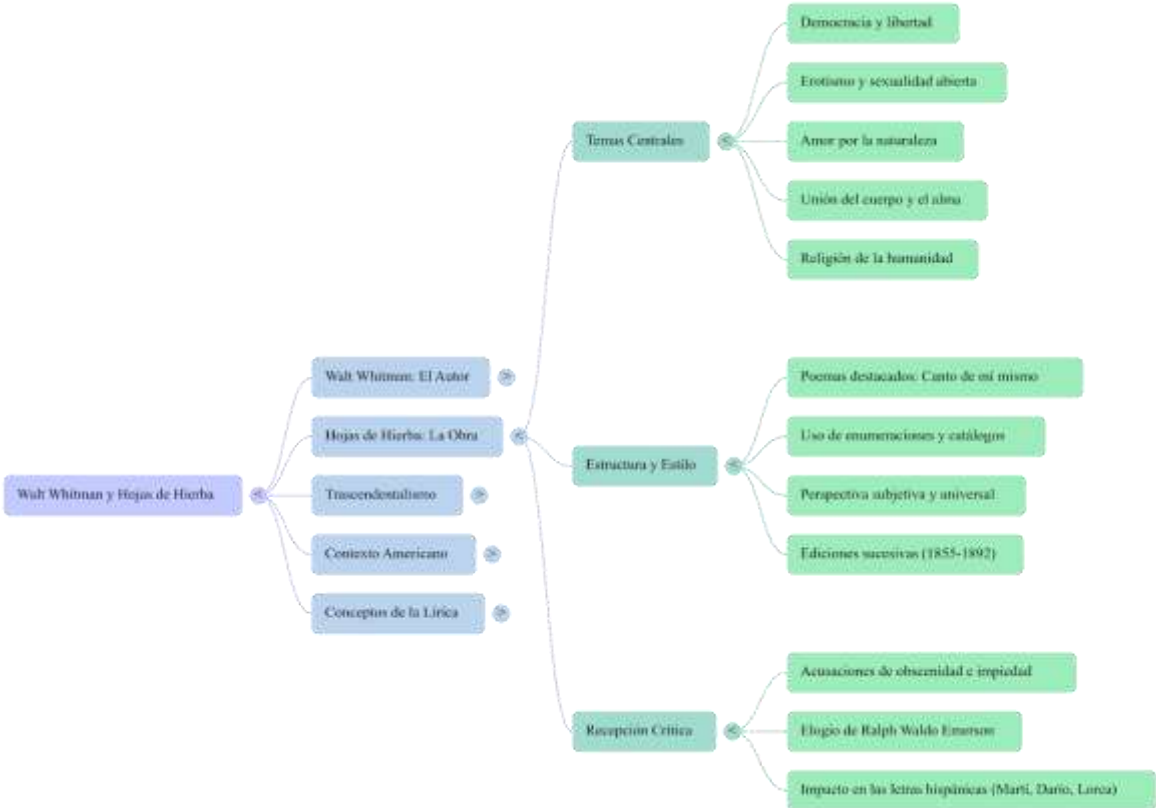 Walt Whitman y Hojas de Hierba
Walt Whitman: El Autor
Hojas de Hierba: La Obra
Trascendentalismo
Contexto Americano
Conceptos de la Lírica
Temas Centrales
Democracia y libertad
Erotismo y sexualidad abierta
Amor por la naturaleza
Unión del cuerpo y el alma
Religión de la humanidad
Estructura y Estilo
Poemas destacados: Canto de mí mismo
Uso de enumeraciones y catálogos
Perspectiva subjetiva y universal
Ediciones sucesivas (1855-1892)
Recepción Crítica
Acusaciones de obscenidad e impiedad
Elogio de Ralph Waldo Emerson
Impacto en las letras hispánicas (Martí, Darío, Lorca)